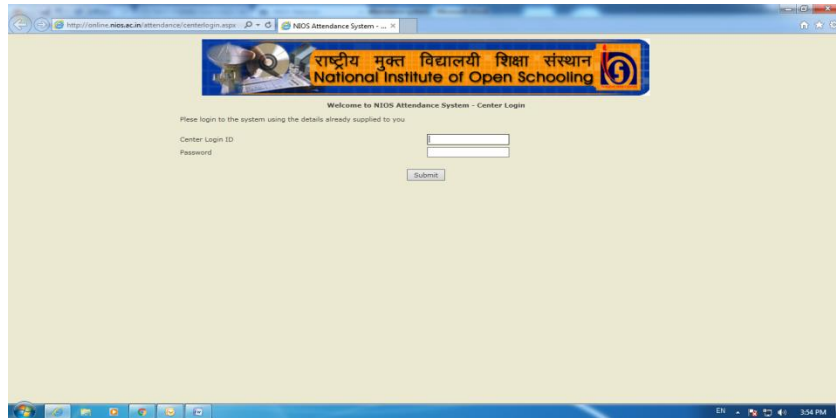 http://online.nios.ac.in/attendance/centerlogin.aspx
NIOS Attendance System - ...
राष्ट्रीय मुक्त विद्यालयी शिक्षा संस्थान
National Institute of Open Schooling
Welcome to NIOS Attendance System - Center Login
Plese login to the system using the details already supplied to you
Center Login ID
Password
Submit
EN
3:54 PM